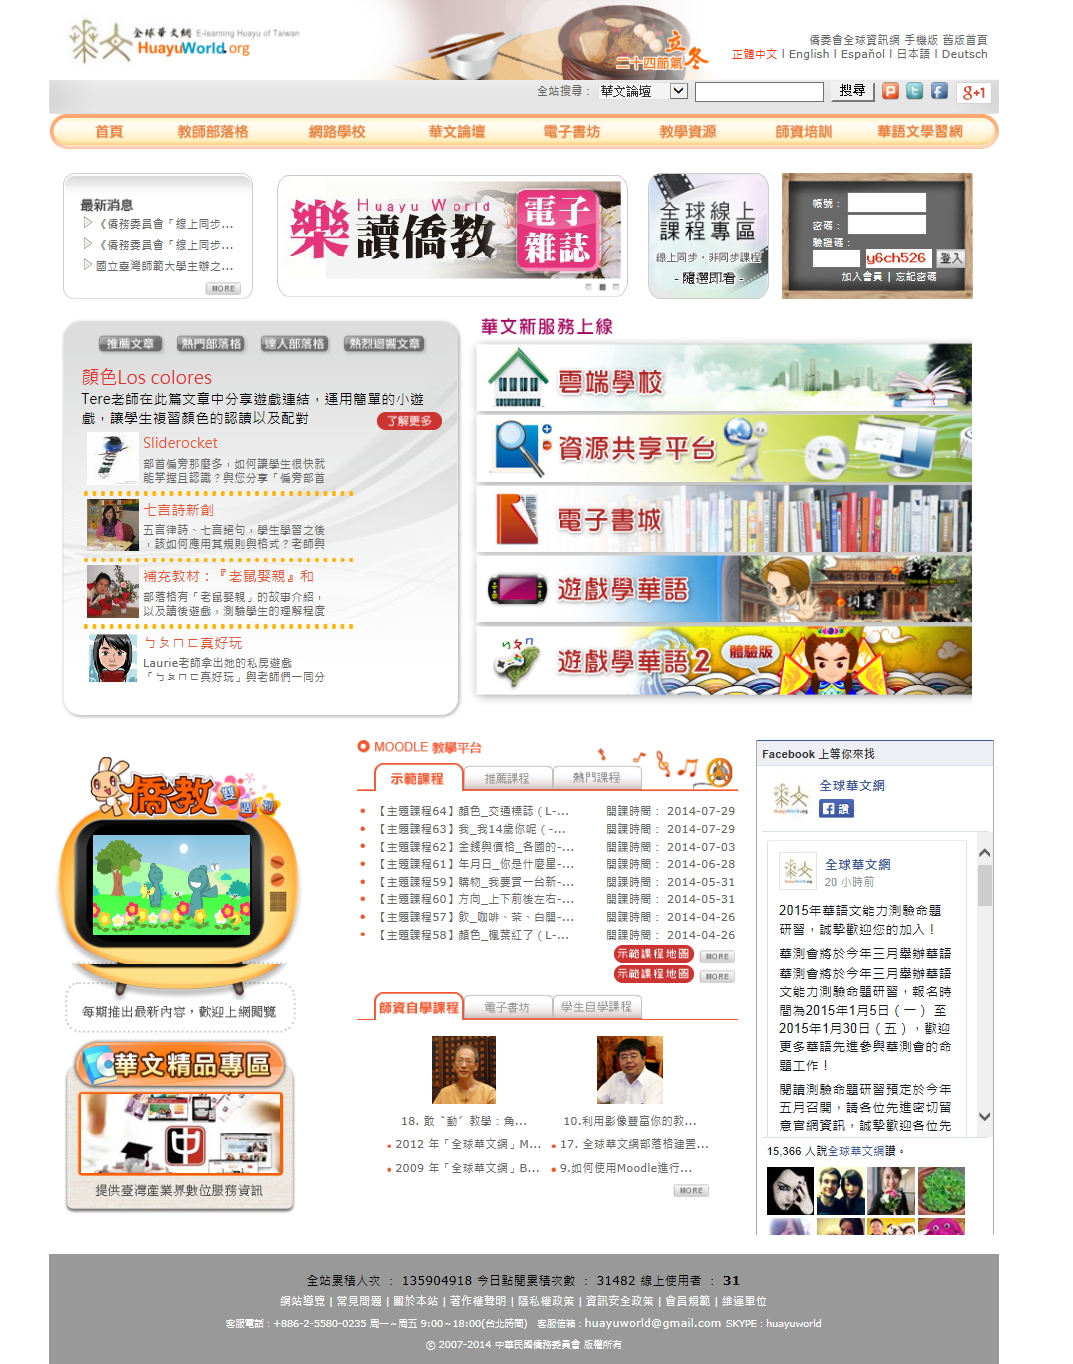 全球華文網 E-learning Huayu of Taiwan
HuayuWorld.org
立冬
二十四節氣
僑委會全球資訊網 手機版 舊版首頁
正體中文 l English l Español l 日本語 l Deutsch
全站搜尋： 華文論壇 搜尋 g+1
首頁 教師部落格 網路學校 華文論壇 電子書坊 教學資源 師資培訓 華語文學習網
最新消息
《僑務委員會「線上同步...
《僑務委員會「線上同步...
國立臺灣師範大學主辦之...
MORE
Huayu World
樂讀僑教
電子雜誌
全球線上
課程專區
線上同步‧非同步課程
- 隨選即看 -
帳號：
密碼：
驗證碼：
y6ch526 登入
加入會員 | 忘記密碼
推薦文章 熱門部落格 達人部落格 熱烈迴響文章
顏色Los colores
Tere老師在此篇文章中分享遊戲連結，運用簡單的小遊
戲，讓學生複習顏色的認讀以及配對
了解更多
Sliderocket
部首偏旁那麼多，如何讓學生很快就
能掌握且認識？與您分享「偏旁部首
七言詩新創
五言律詩、七言絕句，學生學習之後
，該如何應用其規則與格式？老師與
補充教材：『老鼠娶親』和
部落格有「老鼠娶親」的故事介紹，
以及讀後遊戲，測驗學生的理解程度
ㄅㄆㄇㄈ真好玩
Laurie老師拿出她的私房遊戲
「ㄅㄆㄇㄈ真好玩」與老師們一同分
華文新服務上線
雲端學校
資源共享平台
電子書城
遊戲學華語
遊戲學華語2 體驗版
僑教雙週刊
每期推出最新內容，歡迎上網閱覽
華文精品專區
提供臺灣產業界數位服務資訊
MOODLE 教學平台
示範課程 推薦課程 熱門課程
【主題課程64】顏色_交通標誌（L-... 開課時間： 2014-07-29
【主題課程63】我_我14歲你呢（-... 開課時間： 2014-07-29
【主題課程62】金錢與價格_各國的-... 開課時間： 2014-07-03
【主題課程61】年月日_你是什麼星-... 開課時間： 2014-06-28
【主題課程59】購物_我要買一台新-... 開課時間： 2014-05-31
【主題課程60】方向_上下前後左右-... 開課時間： 2014-05-31
【主題課程57】飲_咖啡、茶、白開-... 開課時間： 2014-04-26
【主題課程58】顏色_楓葉紅了（L-... 開課時間： 2014-04-26
示範課程地圖 MORE
示範課程地圖 MORE
師資自學課程 電子書坊 學生自學課程
18. 敢〝動〞教學：角...
10.利用影像豐富你的教...
2012 年「全球華文網」M...
17. 全球華文網部落格建置...
2009 年「全球華文網」B...
9.如何使用Moodle進行...
MORE
Facebook 上等你來找
全球華文網
讚
全球華文網
20 小時前
2015年華語文能力測驗命題
研習，誠摯歡迎您的加入！
華測會將於今年三月舉辦華語
華測會將於今年三月舉辦華語
文能力測驗命題研習，報名時
間為2015年1月5日（一） 至
2015年1月30日（五），歡迎
更多華語先進參與華測會的命
題工作！
閱讀測驗命題研習預定於今年
五月召開，請各位先進密切留
意官網資訊，誠摯歡迎各位先
15,366 人說全球華文網讚。
全站累積人次 ： 135904918 今日點閱累積次數 ： 31482 線上使用者 ： 31
網站導覽 | 常見問題 | 關於本站 | 著作權聲明 | 隱私權政策 | 資訊安全政策 | 會員規範 | 維運單位
客服電話：+886-2-5580-0235 周一~周五 9:00~18:00(台北時間) 客服信箱：huayuworld@gmail.com SKYPE：huayuworld
© 2007-2014 中華民國僑務委員會 版權所有